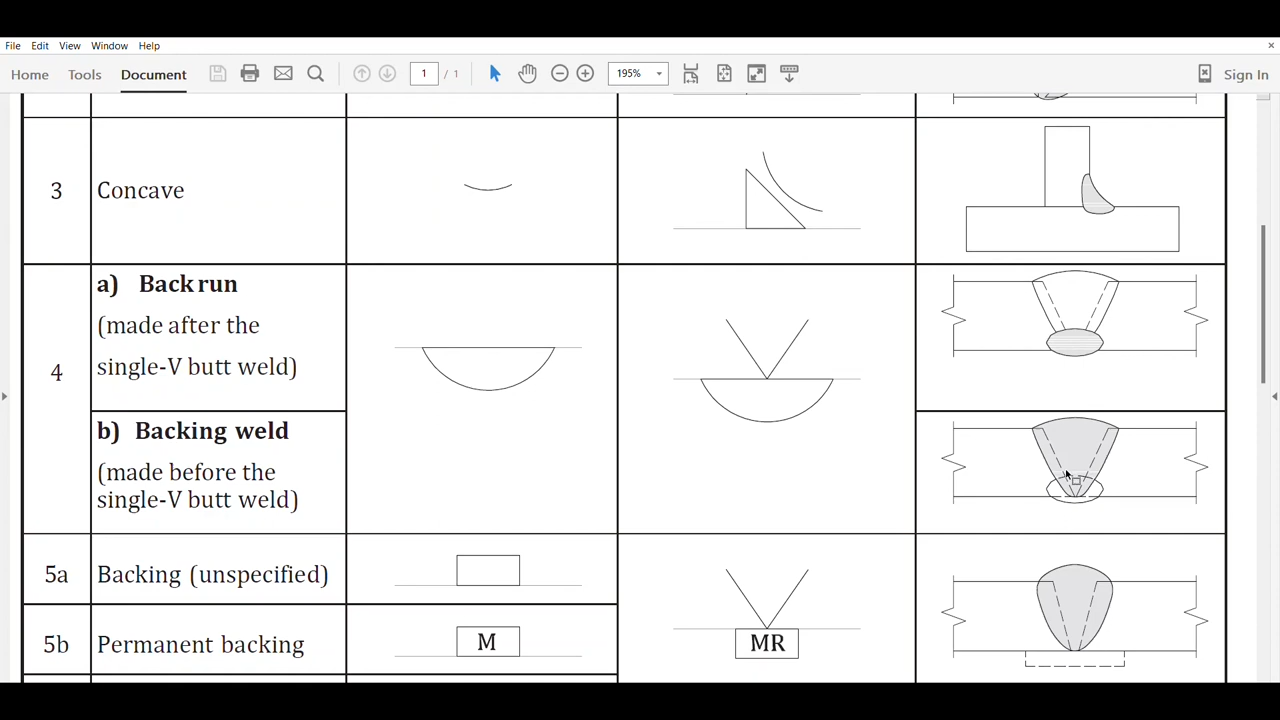 File Edit View Window Help
Home Tools Document 1 / 1 195% Sign In
3 Concave
4
a) Back run
(made after the
single-V butt weld)
b) Backing weld
(made before the
single-V butt weld)
5a Backing (unspecified)
5b Permanent backing M MR